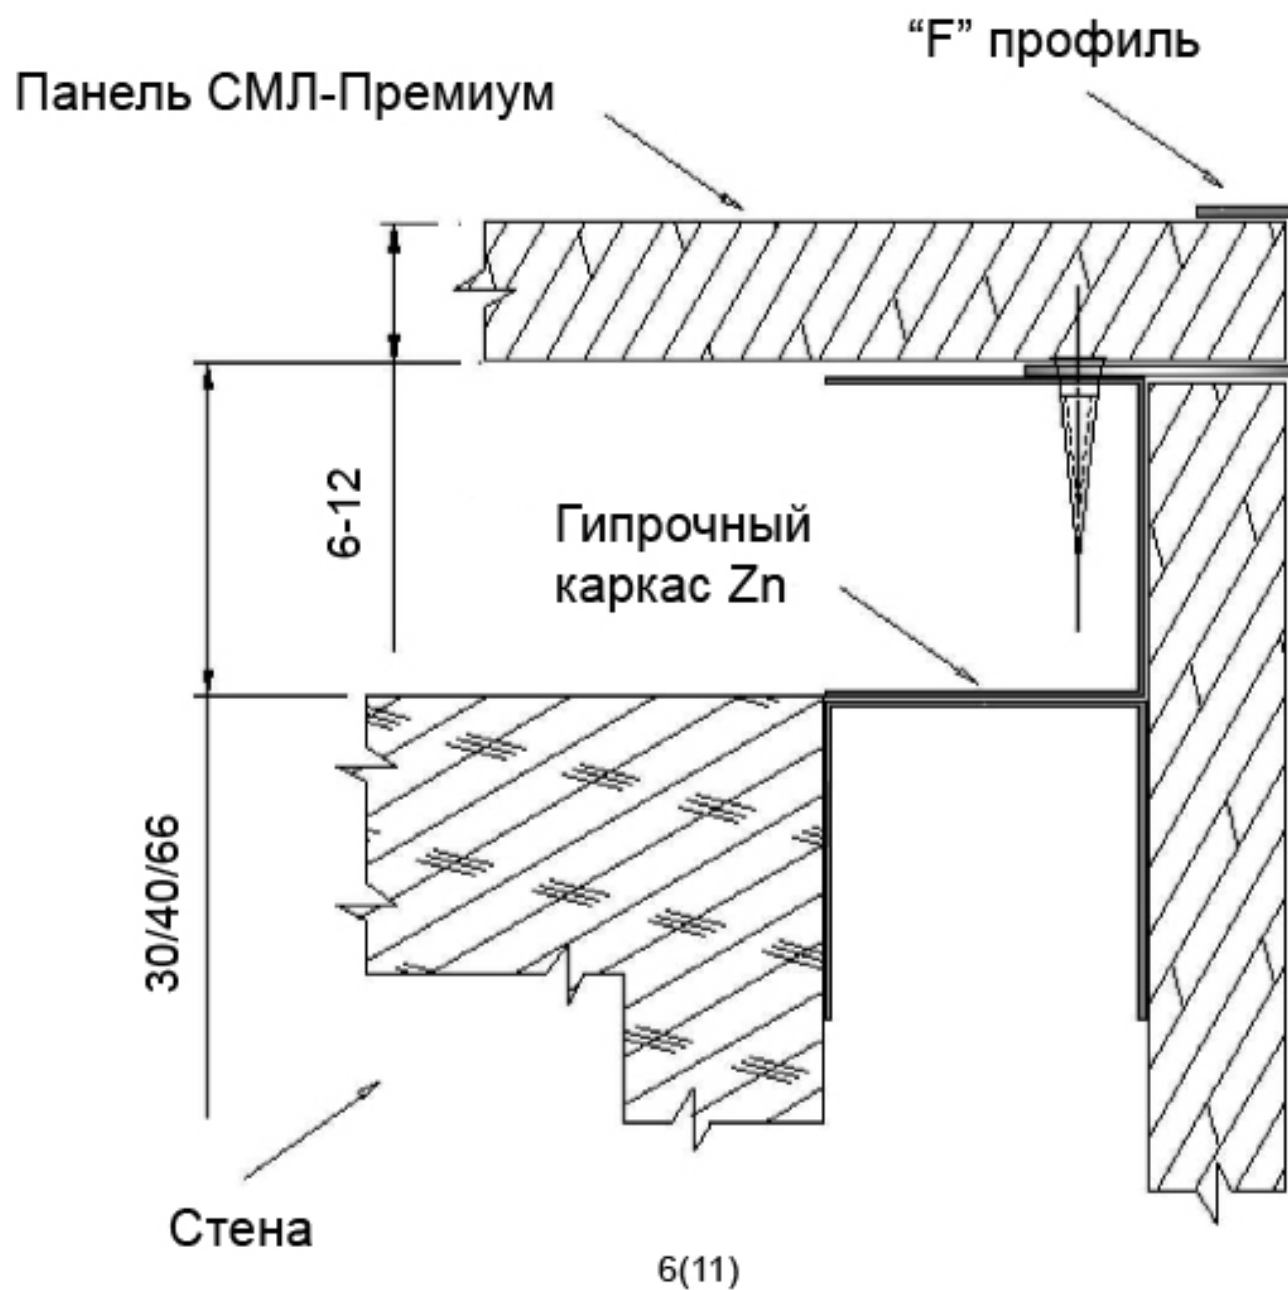 “F” профиль
Панель СМЛ-Премиум
6-12
Гипрочный
каркас Zn
30/40/66
Стена
6(11)